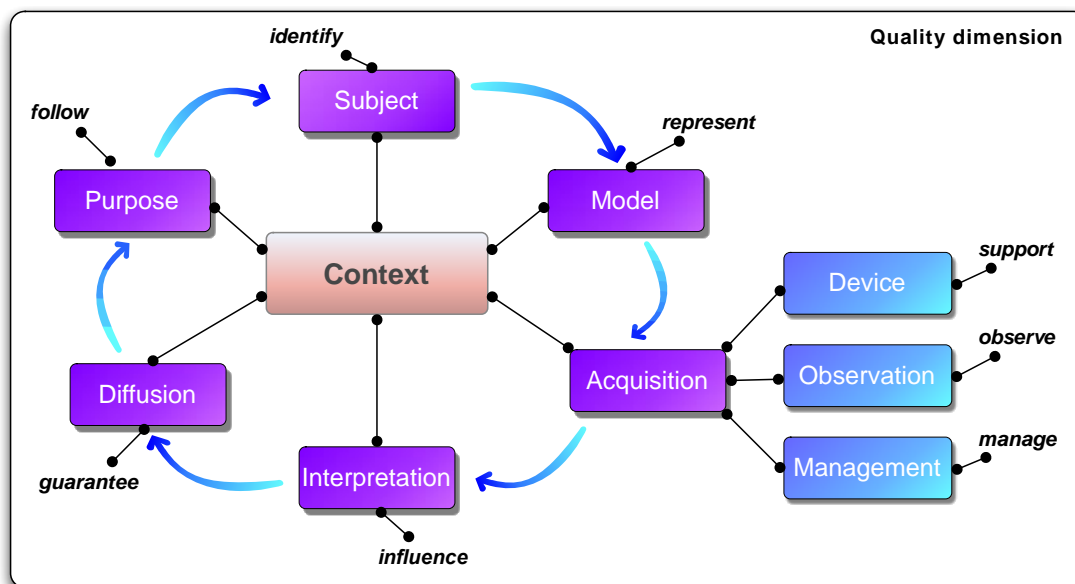 Quality dimension
identify
Subject
follow
represent
Purpose
Model
Context
support
Device
observe
Diffusion
Acquisition
Observation
guarantee
Interpretation
manage
Management
influence